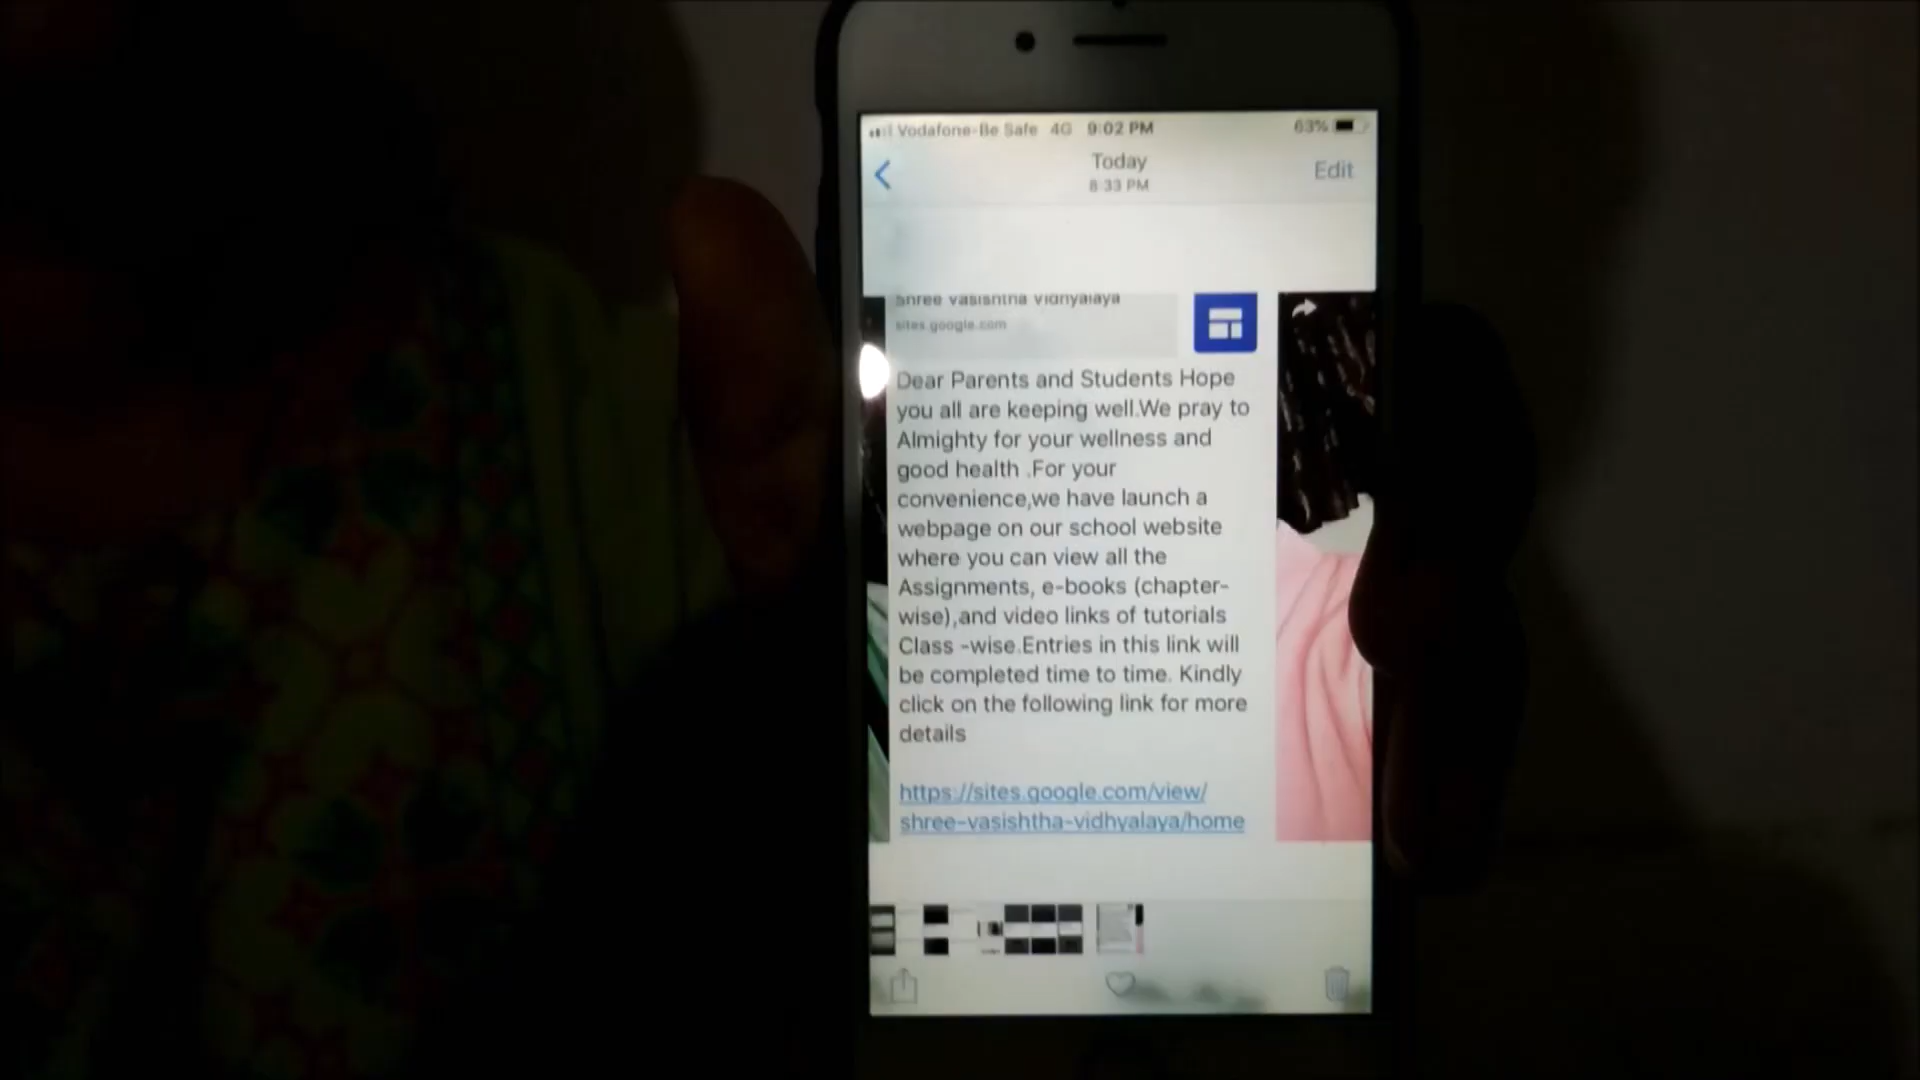 Vodafone-Be Safe 4G 9:02 PM 63%
Today
8:33 PM
Edit
Shree vasishtha vidhyalaya
sites.google.com
Dear Parents and Students Hope
you all are keeping well.We pray to
Almighty for your wellness and
good health .For your
convenience,we have launch a
webpage on our school website
where you can view all the
Assignments, e-books (chapter-
wise),and video links of tutorials
Class -wise.Entries in this link will
be completed time to time. Kindly
click on the following link for more
details
https://sites.google.com/view/
shree-vasishtha-vidhyalaya/home